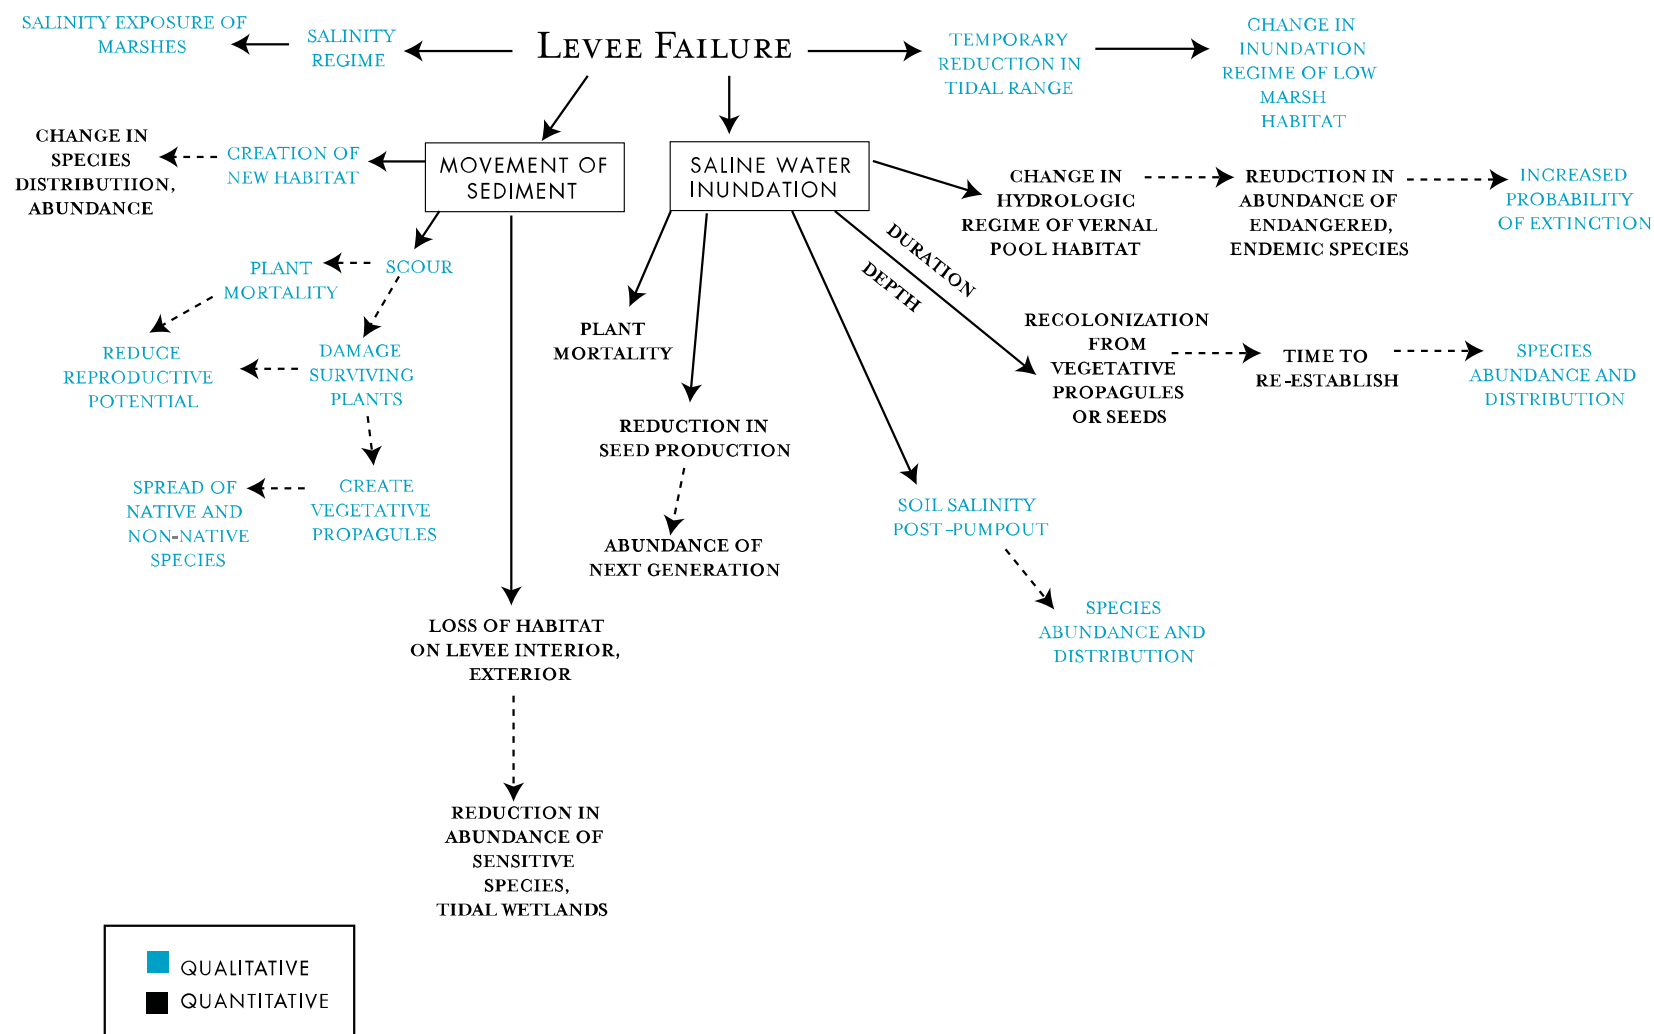 LEVEE FAILURE
SALINITY EXPOSURE OF
MARSHES
SALINITY
REGIME
TEMPORARY
REDUCTION IN
TIDAL RANGE
CHANGE IN
INUNDATION
REGIME OF LOW
MARSH
HABITAT
CHANGE IN
SPECIES
DISTRIBUTIION,
ABUNDANCE
CREATION OF
NEW HABITAT
MOVEMENT OF
SEDIMENT
SALINE WATER
INUNDATION
CHANGE IN
HYDROLOGIC
REGIME OF VERNAL
POOL HABITAT
REUDCTION IN
ABUNDANCE OF
ENDANGERED,
ENDEMIC SPECIES
INCREASED
PROBABILITY
OF EXTINCTION
PLANT
MORTALITY
SCOUR
DURATION
DEPTH
REDUCE
REPRODUCTIVE
POTENTIAL
DAMAGE
SURVIVING
PLANTS
PLANT
MORTALITY
RECOLONIZATION
FROM
VEGETATIVE
PROPAGULES
OR SEEDS
TIME TO
RE-ESTABLISH
SPECIES
ABUNDANCE AND
DISTRIBUTION
REDUCTION IN
SEED PRODUCTION
SPREAD OF
NATIVE AND
NON-NATIVE
SPECIES
CREATE
VEGETATIVE
PROPAGULES
SOIL SALINITY
POST-PUMPOUT
ABUNDANCE OF
NEXT GENERATION
LOSS OF HABITAT
ON LEVEE INTERIOR,
EXTERIOR
SPECIES
ABUNDANCE AND
DISTRIBUTION
REDUCTION IN
ABUNDANCE OF
SENSITIVE
SPECIES,
TIDAL WETLANDS
QUALITATIVE
QUANTITATIVE